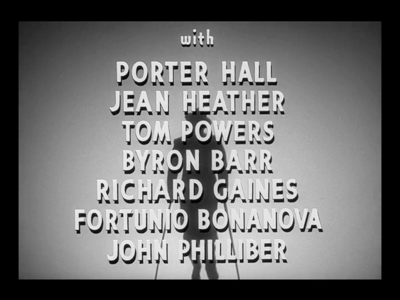 with
PORTER HALL
JEAN HEATHER
TOM POWERS
BYRON BARR
RICHARD GAINES
FORTUNIO BONANOVA
JOHN PHILLIBER